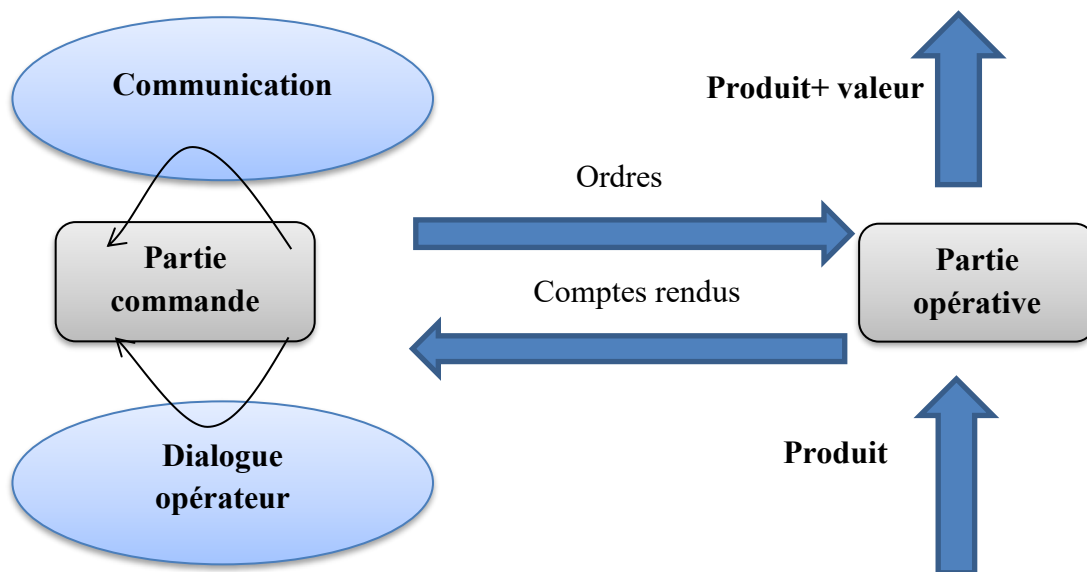 Communication
Produit+ valeur
Ordres
Partie
commande
Partie
opérative
Comptes rendus
Dialogue
opérateur
Produit